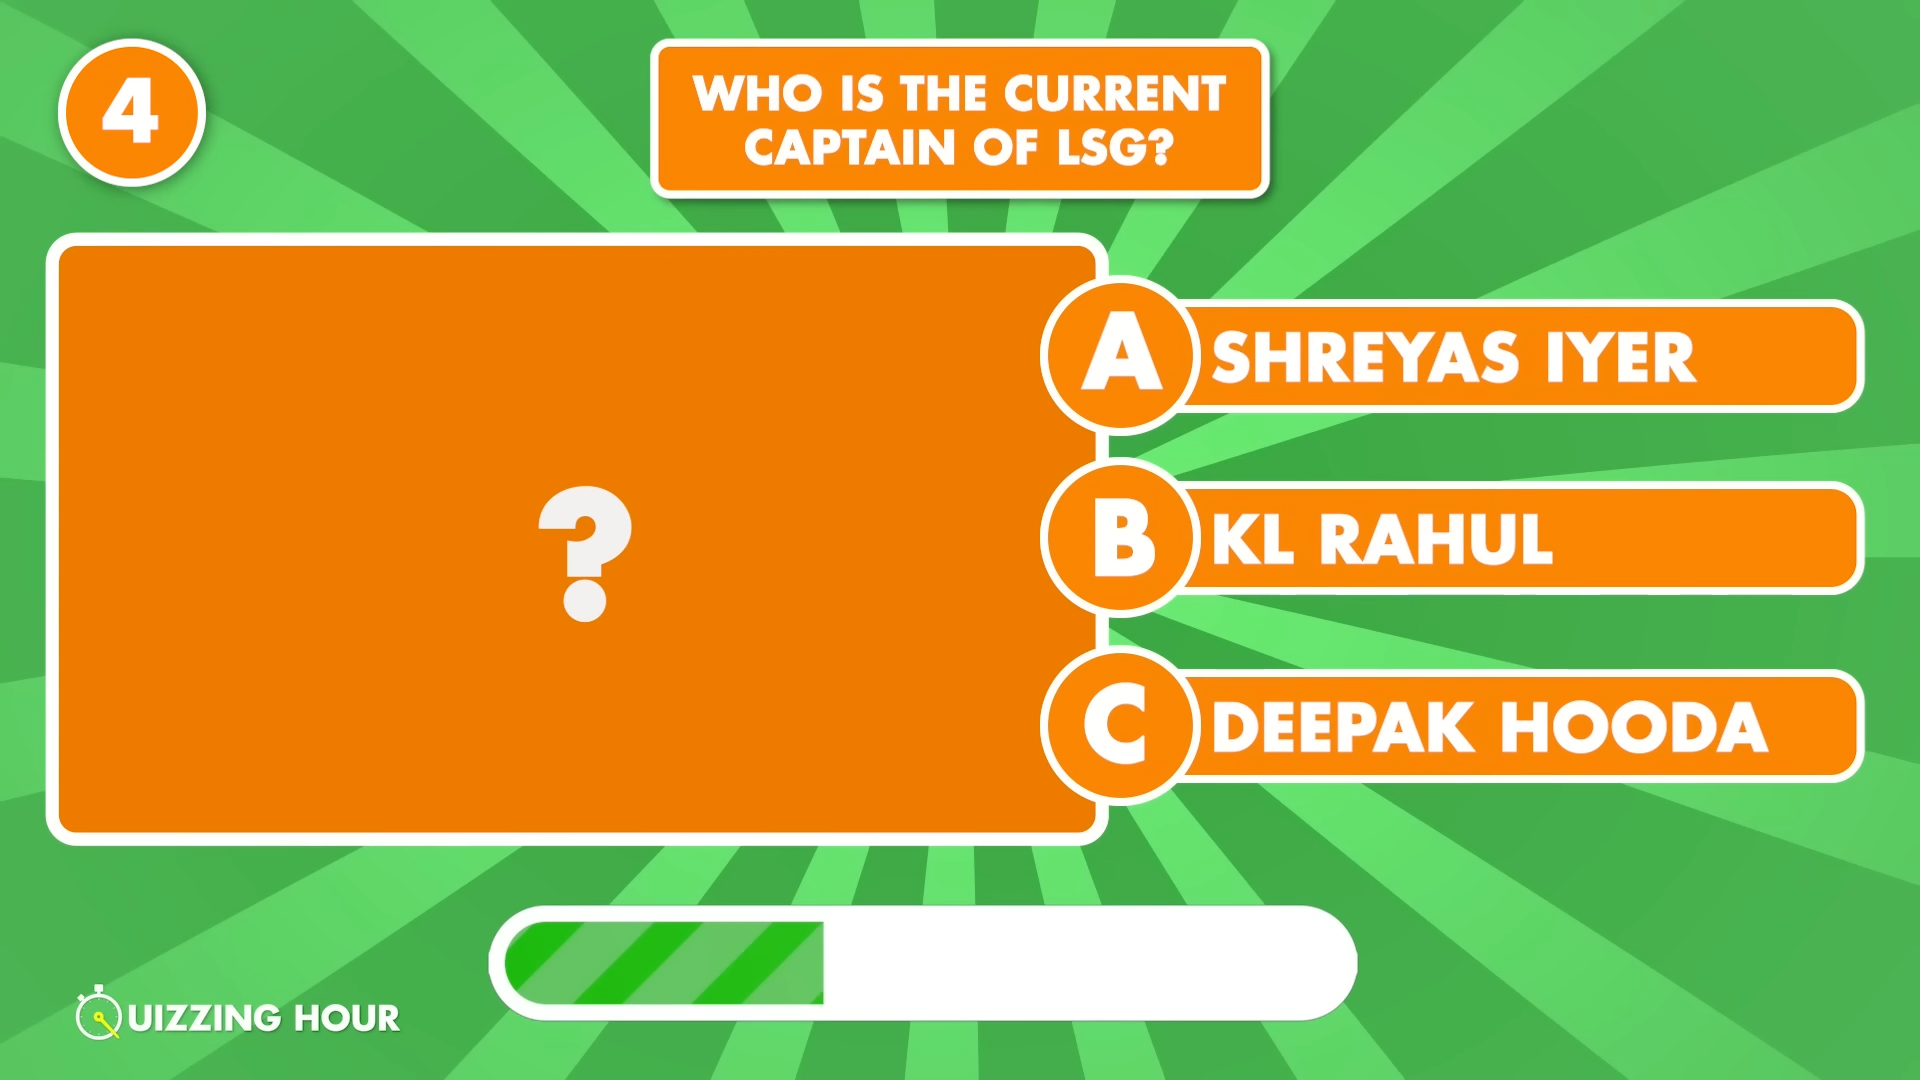 4
WHO IS THE CURRENT
CAPTAIN OF LSG?
?
A SHREYAS IYER
B KL RAHUL
C DEEPAK HOODA
QUIZZING HOUR